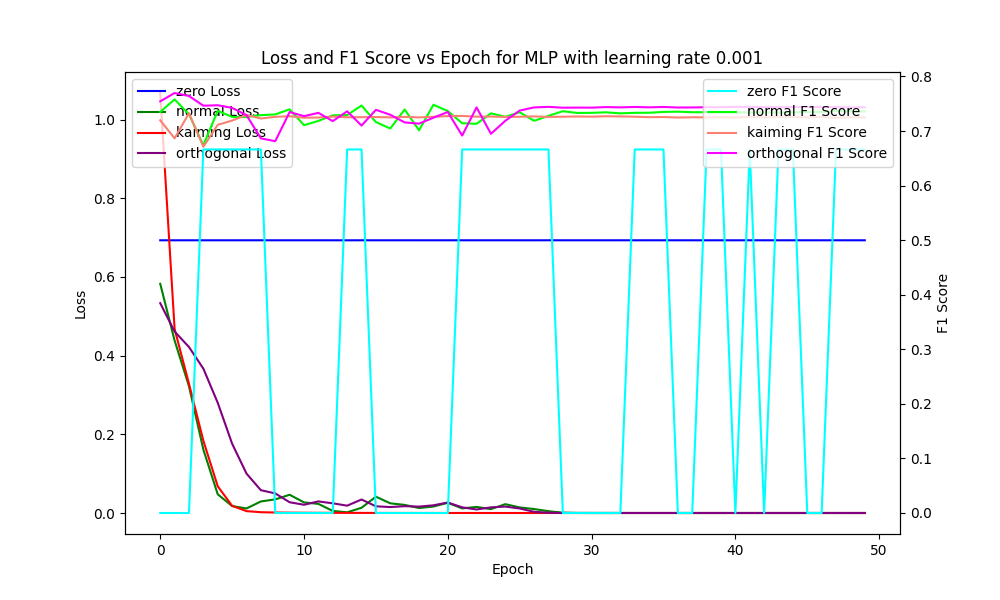 Loss and F1 Score vs Epoch for MLP with learning rate 0.001
zero Loss
normal Loss
kaiming Loss
orthogonal Loss
zero F1 Score
normal F1 Score
kaiming F1 Score
orthogonal F1 Score
Loss
1.0
0.8
0.6
0.4
0.2
0.0
0.8
0.7
0.6
0.5
0.4
0.3
0.2
0.1
0.0
F1 Score
0
10
20
30
40
50
Epoch